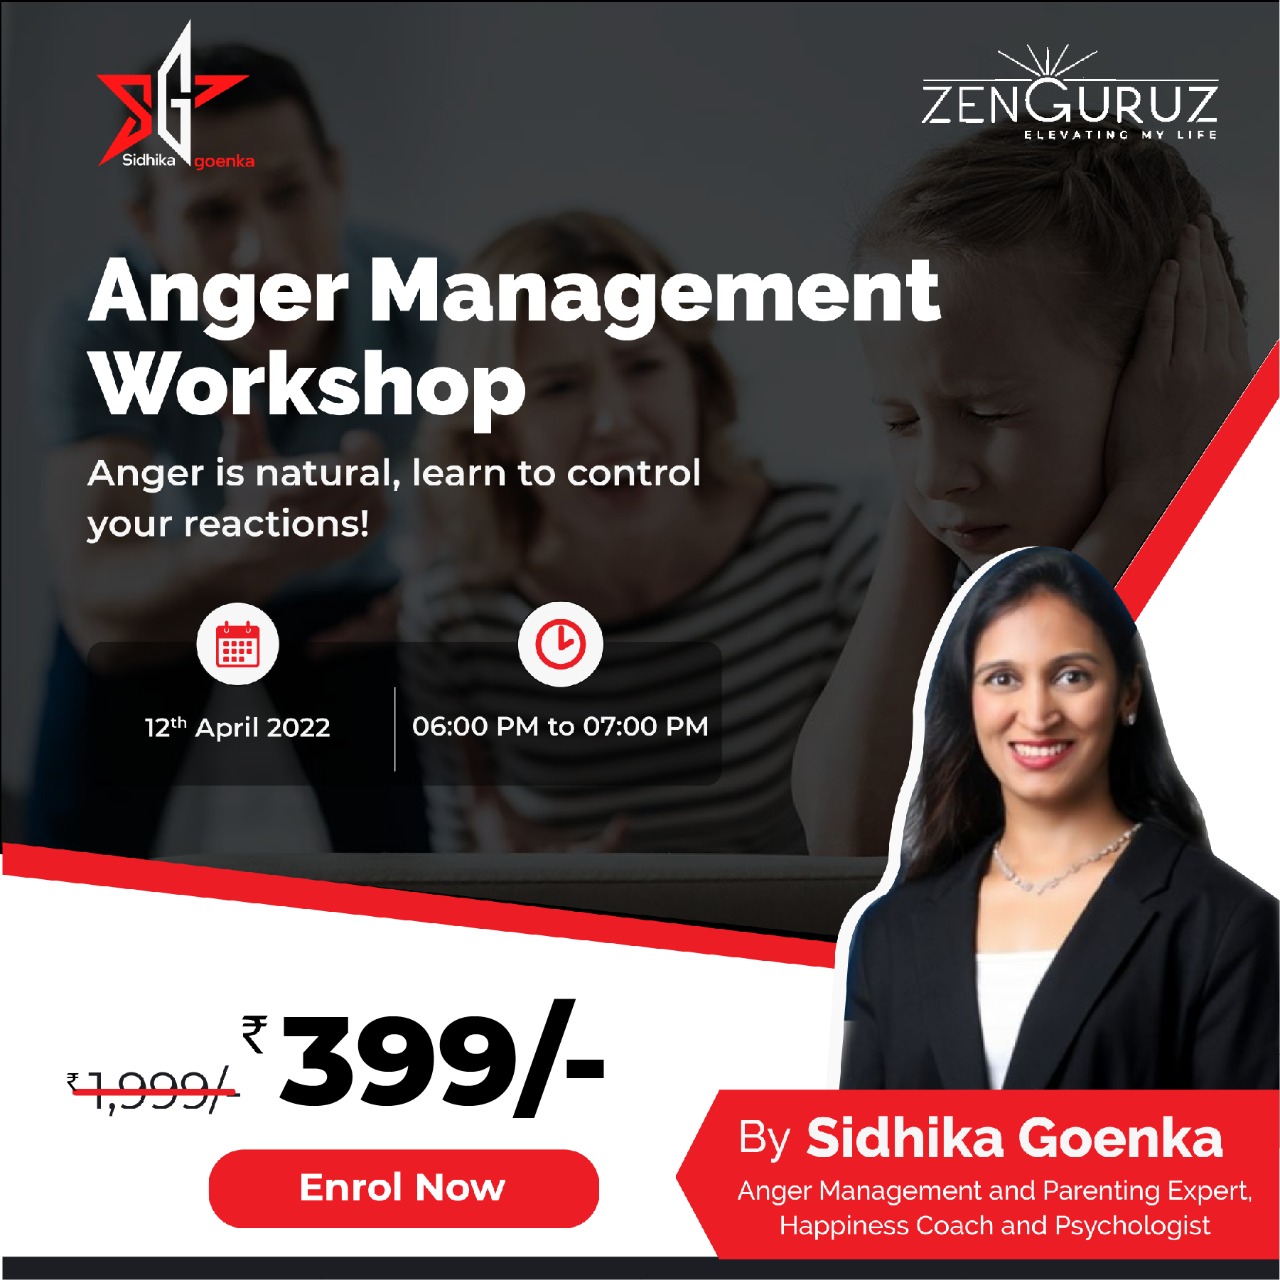 SG
Sidhika goenka
ZENGURUZ
ELEVATING MY LIFE
Anger Management
Workshop
Anger is natural, learn to control
your reactions!
12th April 2022
06:00 PM to 07:00 PM
₹ 1,999/- ₹ 399/-
Enrol Now
By Sidhika Goenka
Anger Management and Parenting Expert,
Happiness Coach and Psychologist